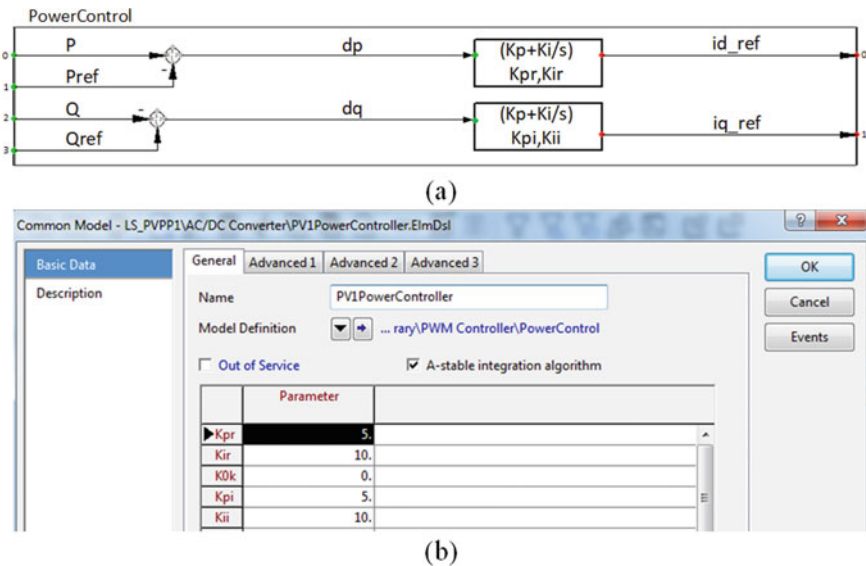 PowerControl
P dp (Kp+Ki/s) id_ref
0 - Kpr,Kir 0
Pref
1
Q - dq (Kp+Ki/s) iq_ref
2 Kpi,Kii 1
Qref
3
(a)
Common Model - LS_PVPP1\AC/DC Converter\PV1PowerController.ElmDsl
Basic Data General Advanced 1 Advanced 2 Advanced 3 OK
Description Name PV1PowerController Cancel
Model Definition ... rary\PWM Controller\PowerControl Events
Out of Service A-stable integration algorithm
Parameter
Kpr 5.
Kir 10.
K0k 0.
Kpi 5.
Kii 10.
(b)